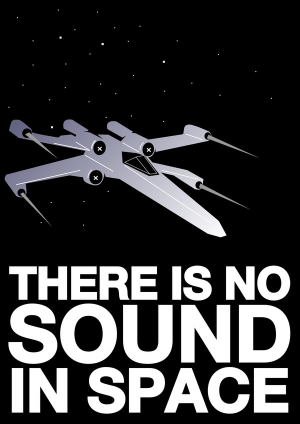 THERE IS NO
SOUND
IN SPACE